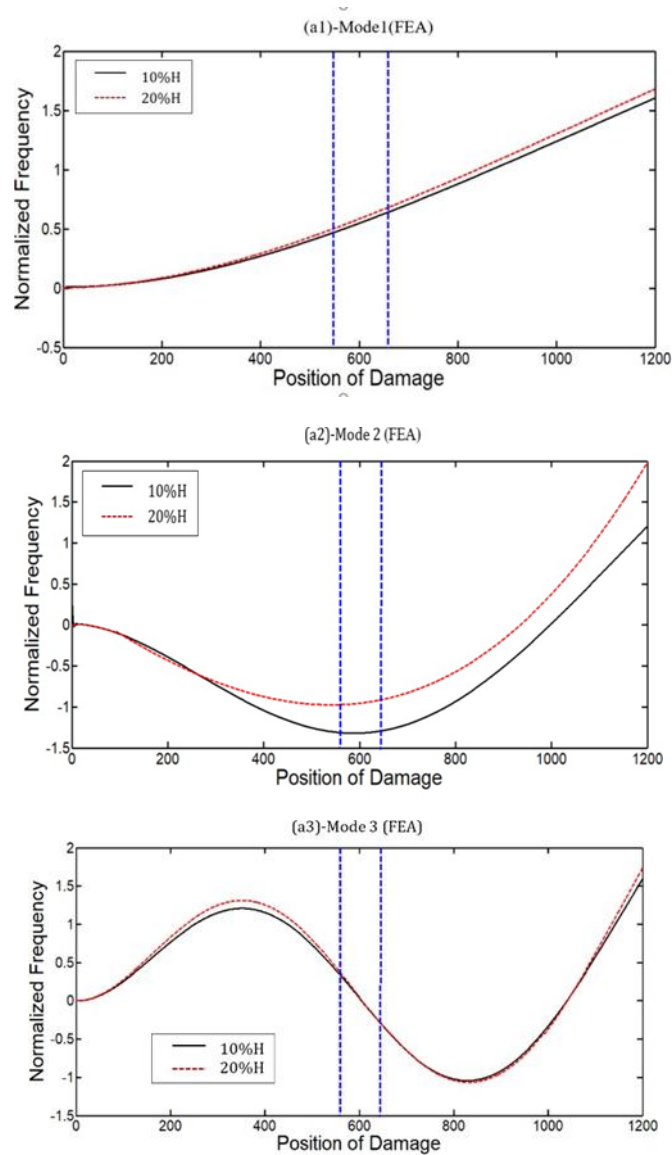 (a1)-Mode1(FEA)
2
1.5
1
0.5
0
-0.5
Normalized Frequency
10%H
20%H
0 200 400 600 800 1000 1200
Position of Damage
(a2)-Mode 2 (FEA)
2
1.5
1
0.5
0
-0.5
-1
-1.5
Normalized Frequency
10%H
20%H
0 200 400 600 800 1000 1200
Position of Damage
(a3)-Mode 3 (FEA)
2
1.5
1
0.5
0
-0.5
-1
-1.5
Normalized Frequency
10%H
20%H
0 200 400 600 800 1000 1200
Position of Damage